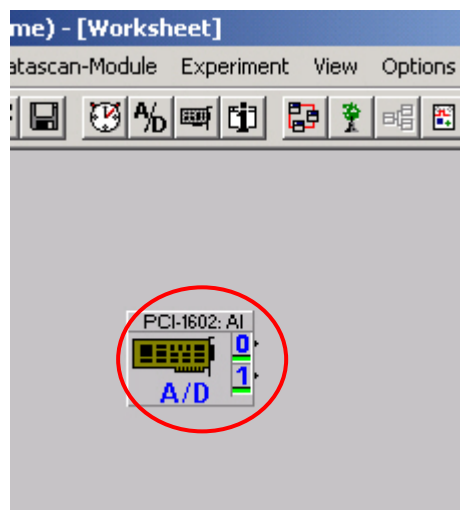 me) - [Worksheet]
atascan-Module Experiment View Options
A/D
PCI-1602: AI
0
1
A/D